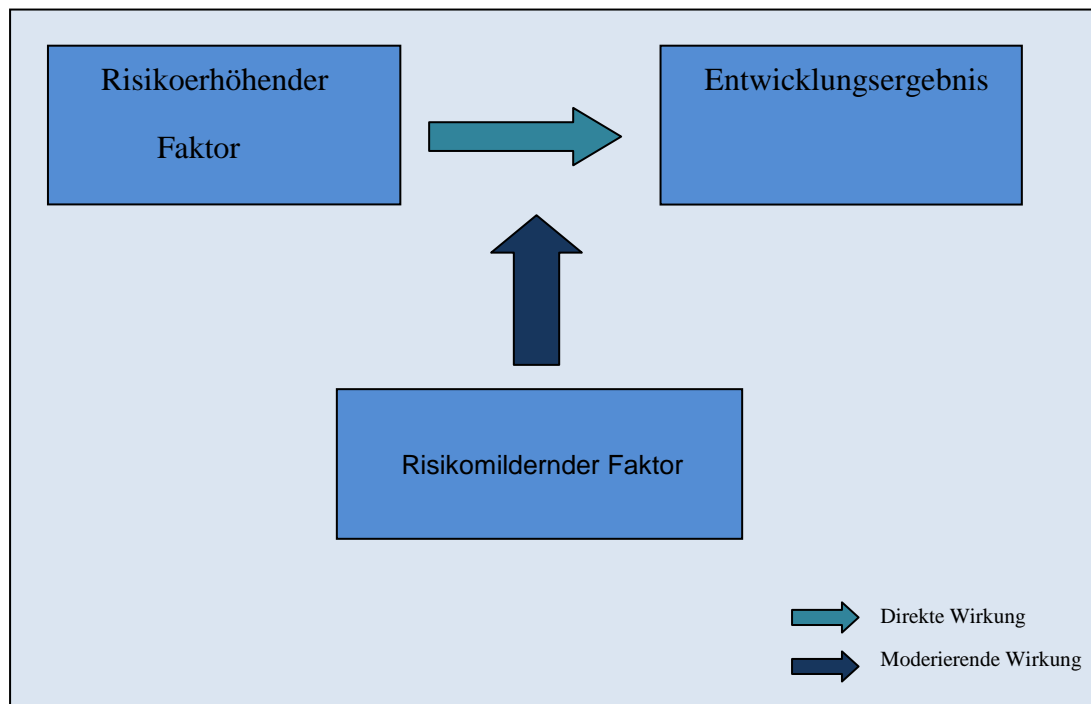 Risikoerhöhender
Faktor
Entwicklungsergebnis
Risikomildernder Faktor
Direkte Wirkung
Moderierende Wirkung